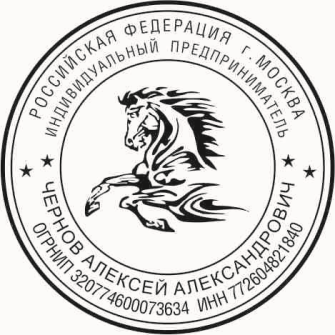 РОССИЙСКАЯ ФЕДЕРАЦИЯ Г. МОСКВА
ИНДИВИДУАЛЬНЫЙ ПРЕДПРИНИМАТЕЛЬ
ЧЕРНОВ АЛЕКСЕЙ АЛЕКСАНДРОВИЧ
ОГРНИП 320774600073634 ИНН 772604821840